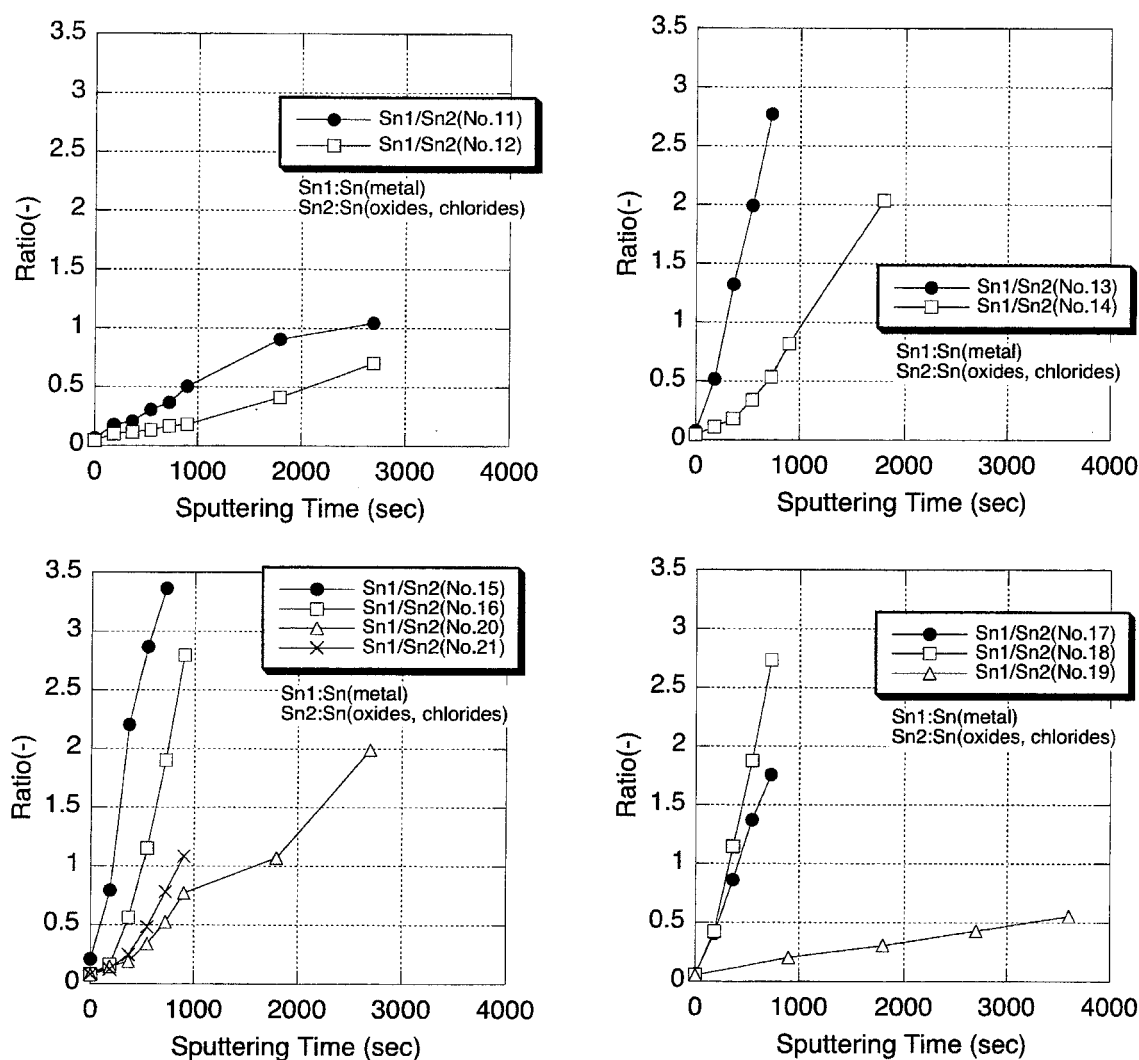 3.5
3
2.5
2
1.5
1
0.5
0
Ratio(-)
Sn1/Sn2(No.11)
Sn1/Sn2(No.12)
Sn1:Sn(metal)
Sn2:Sn(oxides, chlorides)
0 1000 2000 3000 4000
Sputtering Time (sec)
3.5
3
2.5
2
1.5
1
0.5
0
Ratio(-)
Sn1/Sn2(No.13)
Sn1/Sn2(No.14)
Sn1:Sn(metal)
Sn2:Sn(oxides, chlorides)
0 1000 2000 3000 4000
Sputtering Time (sec)
3.5
3
2.5
2
1.5
1
0.5
0
Ratio(-)
Sn1/Sn2(No.15)
Sn1/Sn2(No.16)
Sn1/Sn2(No.20)
Sn1/Sn2(No.21)
Sn1:Sn(metal)
Sn2:Sn(oxides, chlorides)
0 1000 2000 3000 4000
Sputtering Time (sec)
3.5
3
2.5
2
1.5
1
0.5
0
Ratio(-)
Sn1/Sn2(No.17)
Sn1/Sn2(No.18)
Sn1/Sn2(No.19)
Sn1:Sn(metal)
Sn2:Sn(oxides, chlorides)
0 1000 2000 3000 4000
Sputtering Time (sec)